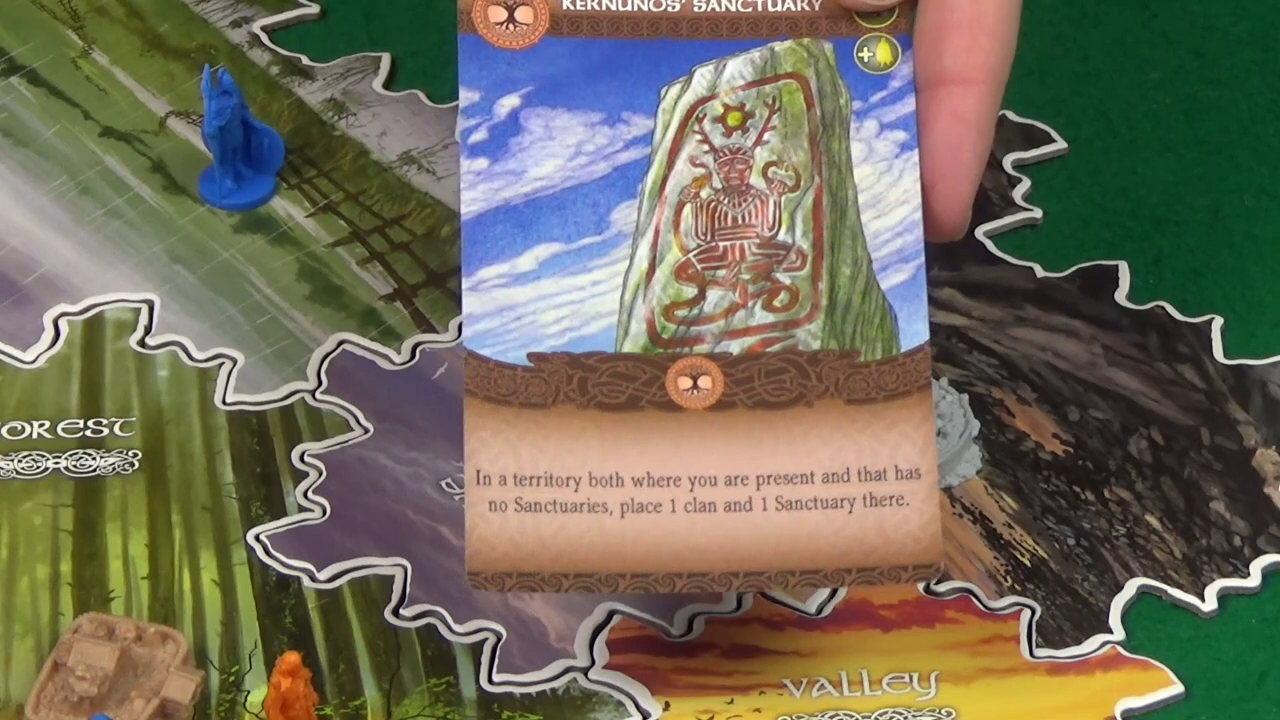 KERNUNOS' SANCTUARY
In a territory both where you are present and that has
no Sanctuaries, place 1 clan and 1 Sanctuary there.
OREST
VALLEY